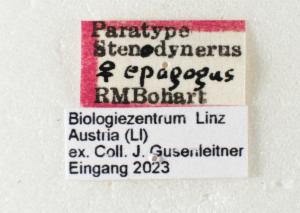 Paratype
Stenodynerus
♀ epagogus
RMBohart
Biologiezentrum Linz
Austria (LI)
ex. Coll. J. Gusenleitner
Eingang 2023